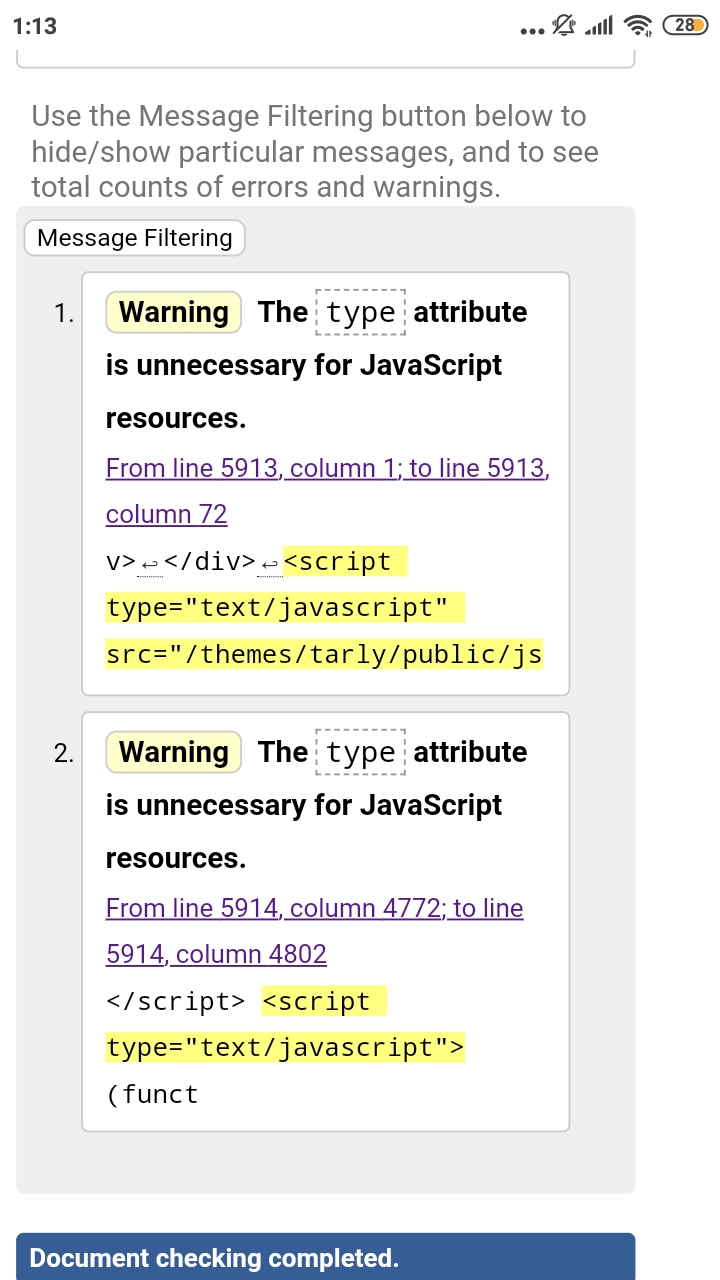 1:13
28
Use the Message Filtering button below to
hide/show particular messages, and to see
total counts of errors and warnings.
Message Filtering
1. Warning The type attribute
is unnecessary for JavaScript
resources.
From line 5913, column 1; to line 5913,
column 72
v>↩</div>↩<script
type="text/javascript"
src="/themes/tarly/public/js
2. Warning The type attribute
is unnecessary for JavaScript
resources.
From line 5914, column 4772; to line
5914, column 4802
</script> <script
type="text/javascript">
(funct
Document checking completed.